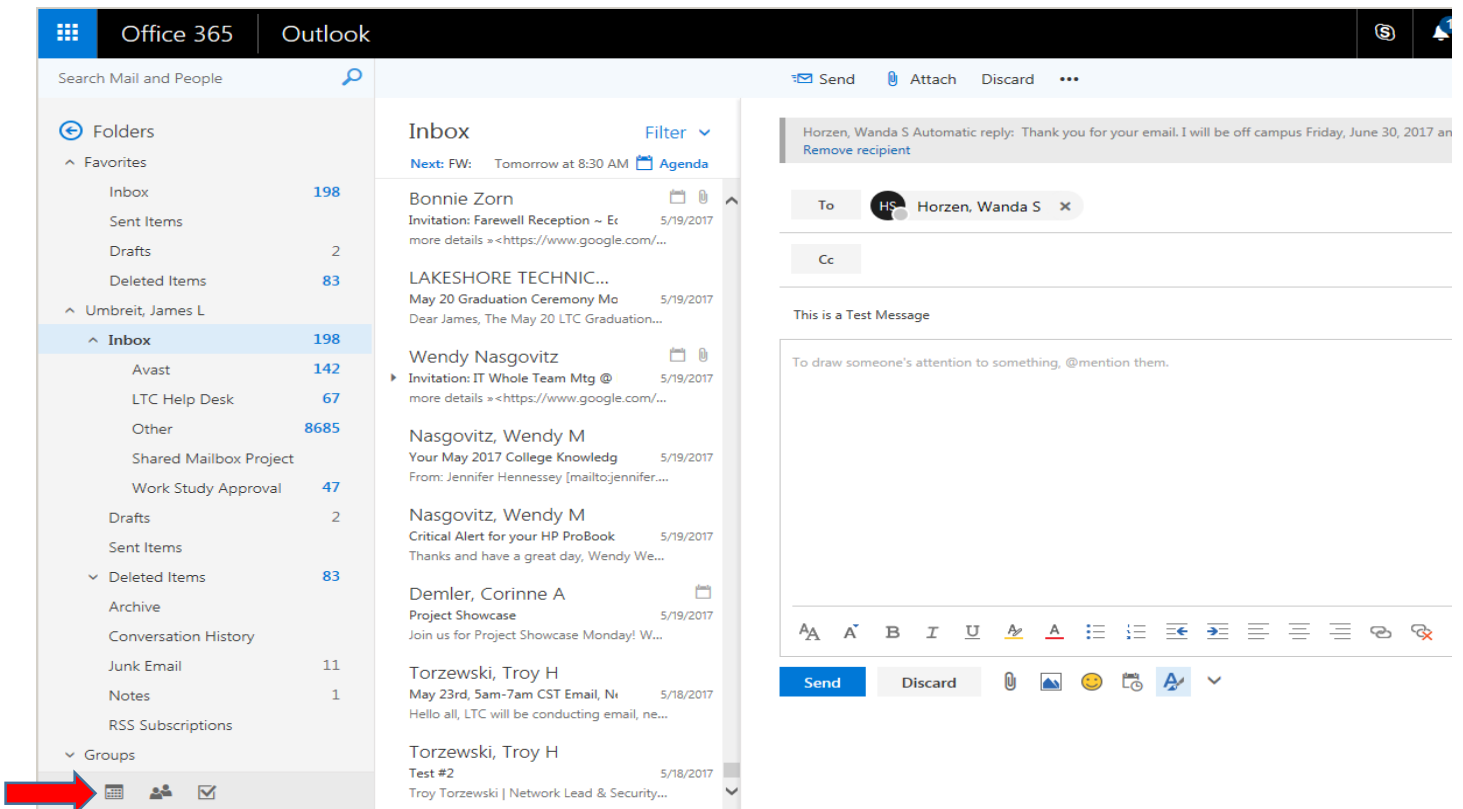 Office 365 Outlook
1
Search Mail and People
Send Attach Discard •••
Folders
Favorites
Inbox 198
Sent Items
Drafts 2
Deleted Items 83
Umbreit, James L
Inbox 198
Avast 142
LTC Help Desk 67
Other 8685
Shared Mailbox Project
Work Study Approval 47
Drafts 2
Sent Items
Deleted Items 83
Archive
Conversation History
Junk Email 11
Notes 1
RSS Subscriptions
Groups
Inbox Filter
Next: FW: Tomorrow at 8:30 AM Agenda
Bonnie Zorn
Invitation: Farewell Reception ~ Ec 5/19/2017
more details »<https://www.google.com/...
LAKESHORE TECHNIC...
May 20 Graduation Ceremony Mo 5/19/2017
Dear James, The May 20 LTC Graduation...
Wendy Nasgovitz
Invitation: IT Whole Team Mtg @ 5/19/2017
more details »<https://www.google.com/...
Nasgovitz, Wendy M
Your May 2017 College Knowledg 5/19/2017
From: Jennifer Hennessey [mailto:jennifer....
Nasgovitz, Wendy M
Critical Alert for your HP ProBook 5/19/2017
Thanks and have a great day, Wendy We...
Demler, Corinne A
Project Showcase 5/19/2017
Join us for Project Showcase Monday! W...
Torzewski, Troy H
May 23rd, 5am-7am CST Email, Ne 5/18/2017
Hello all, LTC will be conducting email, ne...
Torzewski, Troy H
Test #2 5/18/2017
Troy Torzewski | Network Lead & Security...
Horzen, Wanda S Automatic reply: Thank you for your email. I will be off campus Friday, June 30, 2017 an
Remove recipient
To HS Horzen, Wanda S ×
Cc
This is a Test Message
To draw someone's attention to something, @mention them.
AA A B I U A
Send Discard